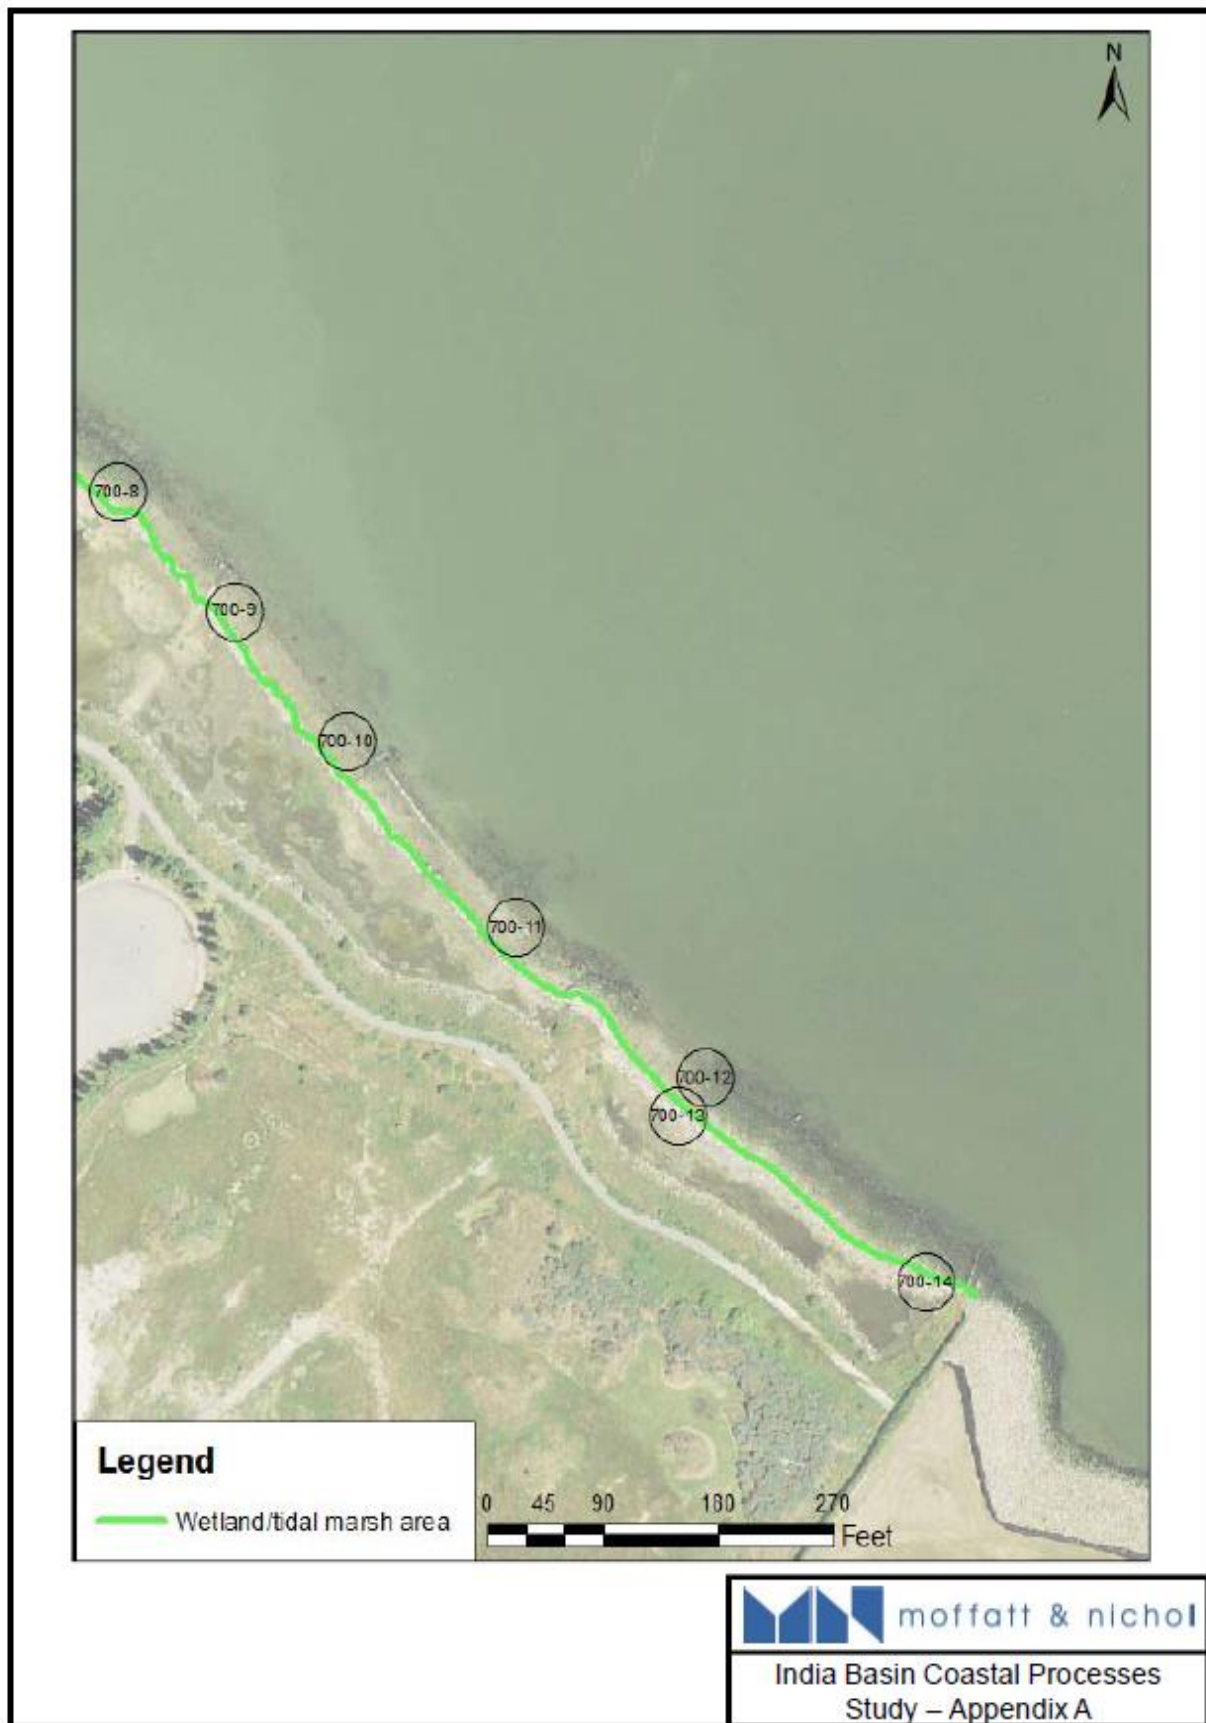 N
700-8
700-9
700-10
700-11
700-12
700-13
700-14
Legend
Wetland/tidal marsh area
0 45 90 180 270
Feet
moffatt & nichol
India Basin Coastal Processes
Study – Appendix A